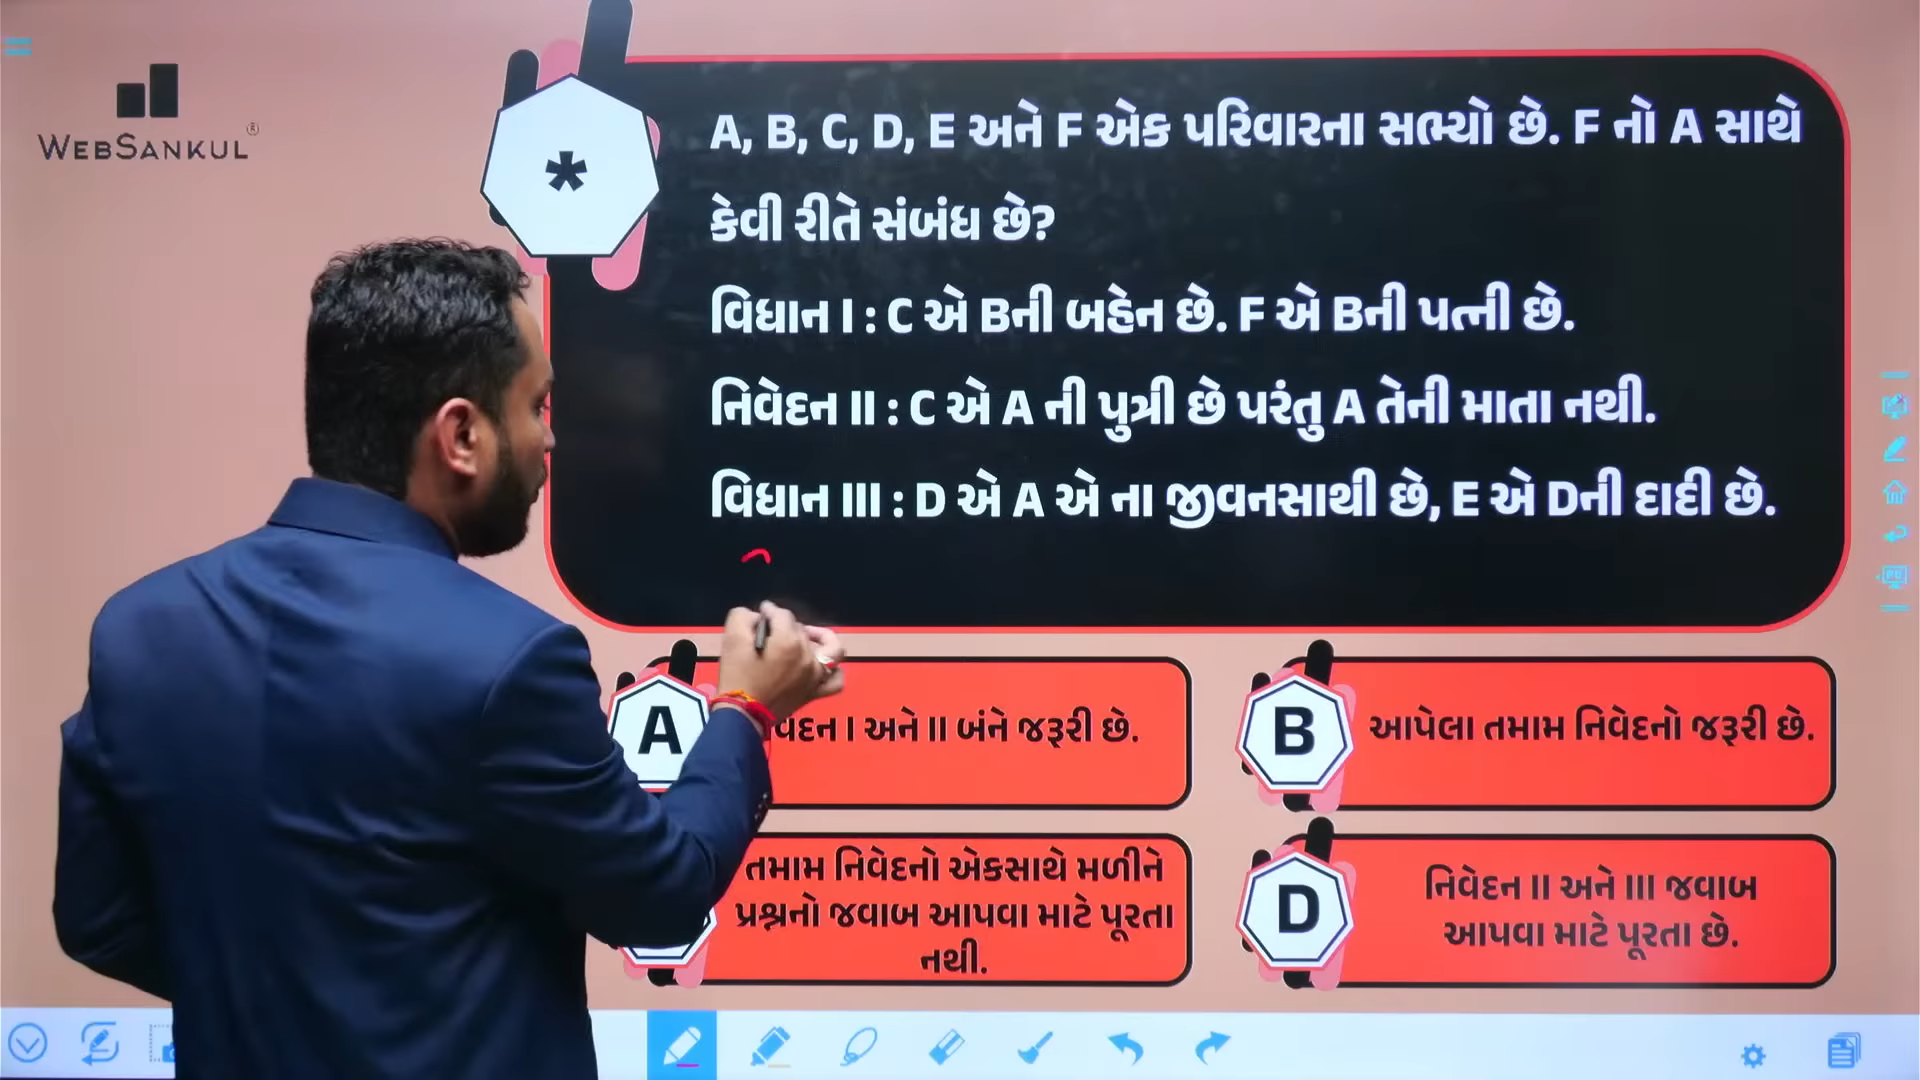 WEBSANKUL®
*
A, B, C, D, E અને F એક પરિવારના સભ્યો છે. F નો A સાથે
કેવી રીતે સંબંધ છે?
વિધાન I : C એ Bની બહેન છે. F એ Bની પત્ની છે.
નિવેદન II : C એ A ની પુત્રી છે પરંતુ A તેની માતા નથી.
વિધાન III : D એ A એ ના જીવનસાથી છે, E એ Dની દાદી છે.
A
I અને II બંને જરૂરી છે.
B
આપેલા તમામ નિવેદનો જરૂરી છે.
તમામ નિવેદનો એકસાથે મળીને
પ્રશ્નનો જવાબ આપવા માટે પૂરતા
નથી.
D
નિવેદન II અને III જવાબ
આપવા માટે પૂરતા છે.